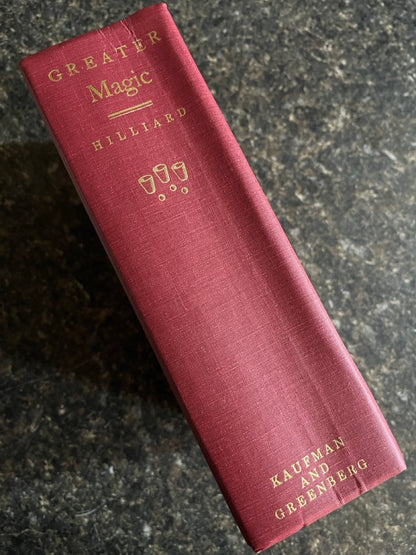 GREATER
Magic
HILLIARD
KAUFMAN
AND
GREENBERG